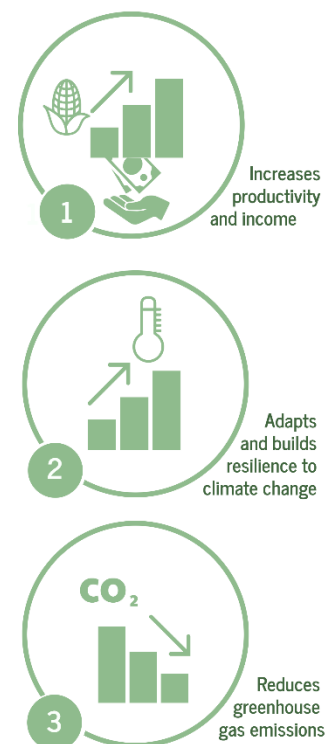 1
Increases
productivity
and income
2
Adapts
and builds
resilience to
climate change
CO₂
3
Reduces
greenhouse
gas emissions